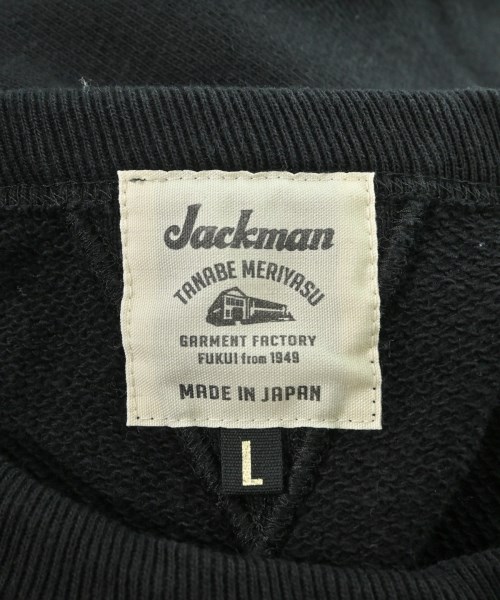 Jackman
TANABE MERIYASU
GARMENT FACTORY
FUKUI from 1949
MADE IN JAPAN
L